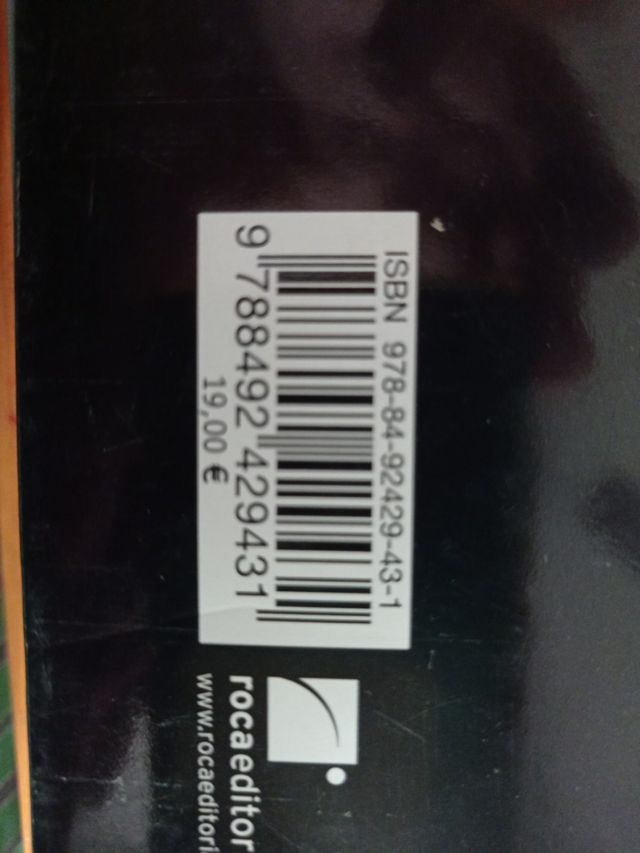 ISBN 978-84-92429-43-1
9 788492 429431
19,00 €
rocaeditor
www.rocaeditori